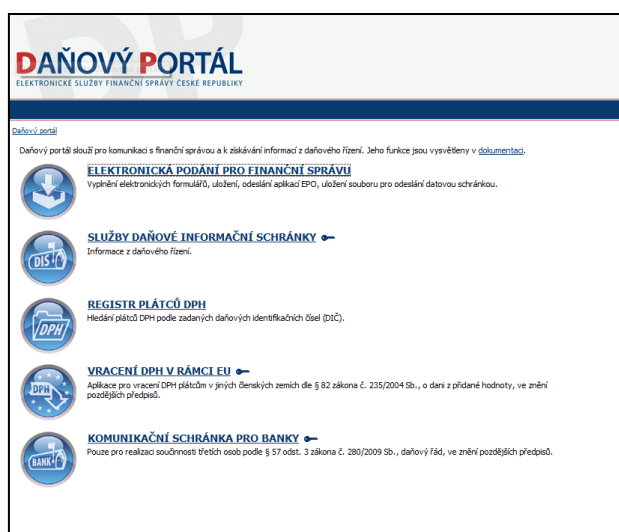 DAŇOVÝ PORTÁL
ELEKTRONICKÉ SLUŽBY FINANČNÍ SPRÁVY ČESKÉ REPUBLIKY
Daňový portál
Daňový portál slouží pro komunikaci s finanční správou a k získávání informací z daňového řízení. Jeho funkce jsou vysvětleny v dokumentaci.
ELEKTRONICKÁ PODÁNÍ PRO FINANČNÍ SPRÁVU
Vyplnění elektronických formulářů, uložení, odeslání aplikací EPO, uložení souboru pro odeslání datovou schránkou.
DIS
SLUŽBY DAŇOVÉ INFORMAČNÍ SCHRÁNKY
Informace z daňového řízení.
/DPH/
REGISTR PLÁTCŮ DPH
Hledání plátců DPH podle zadaných daňových identifikačních čísel (DIČ).
DPH
VRACENÍ DPH V RÁMCI EU
Aplikace pro vracení DPH plátcům v jiných členských zemích dle § 82 zákona č. 235/2004 Sb., o dani z přidané hodnoty, ve znění
pozdějších předpisů.
BANK
KOMUNIKAČNÍ SCHRÁNKA PRO BANKY
Pouze pro realizaci součinnosti třetích osob podle § 57 odst. 3 zákona č. 280/2009 Sb., daňový řád, ve znění pozdějších předpisů.